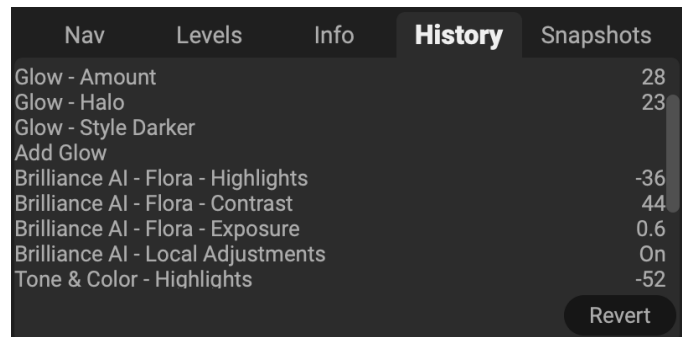 Nav Levels Info History Snapshots
Glow - Amount 28
Glow - Halo 23
Glow - Style Darker
Add Glow
Brilliance AI - Flora - Highlights -36
Brilliance AI - Flora - Contrast 44
Brilliance AI - Flora - Exposure 0.6
Brilliance AI - Local Adjustments On
Tone & Color - Highlights -52
Revert